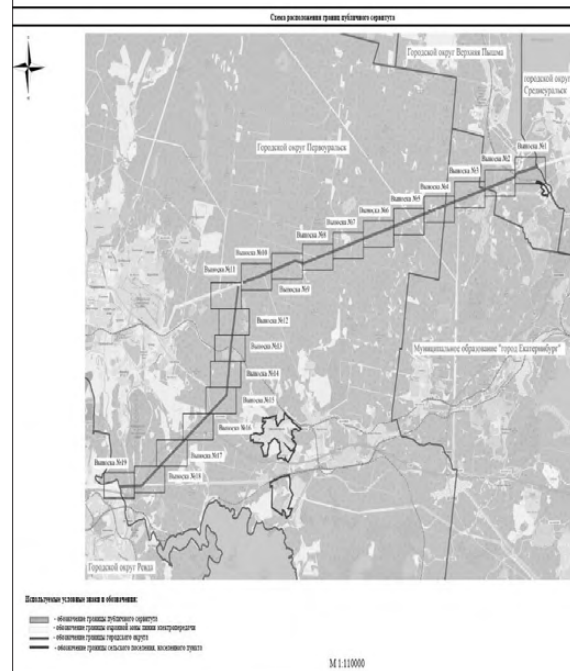 Схема расположения границ публичного сервитута
Городской округ Верхняя Пышма
городской округ
Среднеуральск
Городской округ Первоуральск
Выноска №1
Выноска №2
Выноска №3
Выноска №4
Выноска №5
Выноска №6
Выноска №7
Выноска №8
Выноска №10
Выноска №11
Выноска №9
Выноска №12
Выноска №13
Муниципальное образование "город Екатеринбург"
Выноска №14
Выноска №15
Выноска №16
Выноска №17
Выноска №19
Выноска №18
Городской округ Ревда
Используемые условные знаки и обозначения:
- обозначение границы публичного сервитута
- обозначение границы охранной зоны линии электропередачи
- обозначение границы городского округа
- обозначение границы сельского поселения, населенного пункта
М 1:110000